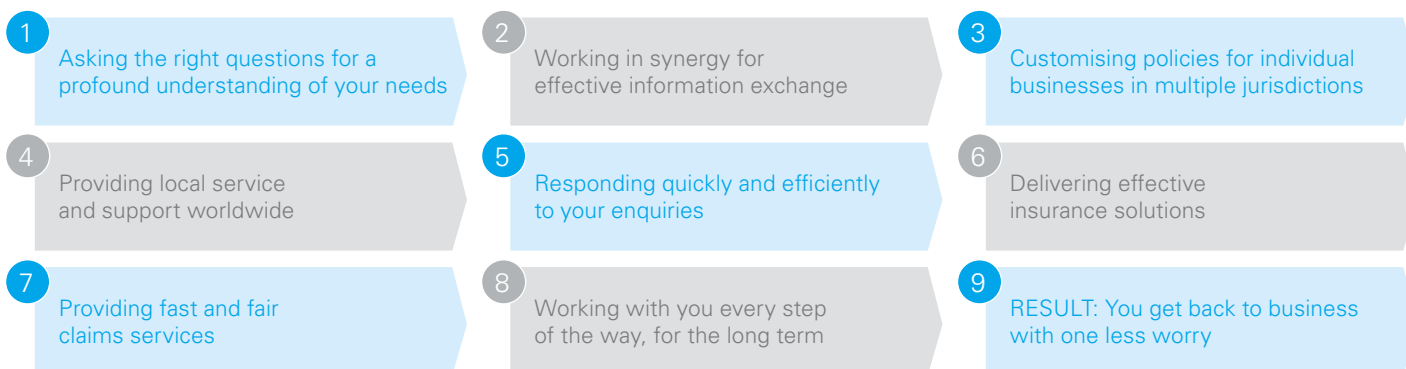 1
Asking the right questions for a
profound understanding of your needs
2
Working in synergy for
effective information exchange
3
Customising policies for individual
businesses in multiple jurisdictions
4
Providing local service
and support worldwide
5
Responding quickly and efficiently
to your enquiries
6
Delivering effective
insurance solutions
7
Providing fast and fair
claims services
8
Working with you every step
of the way, for the long term
9
RESULT: You get back to business
with one less worry